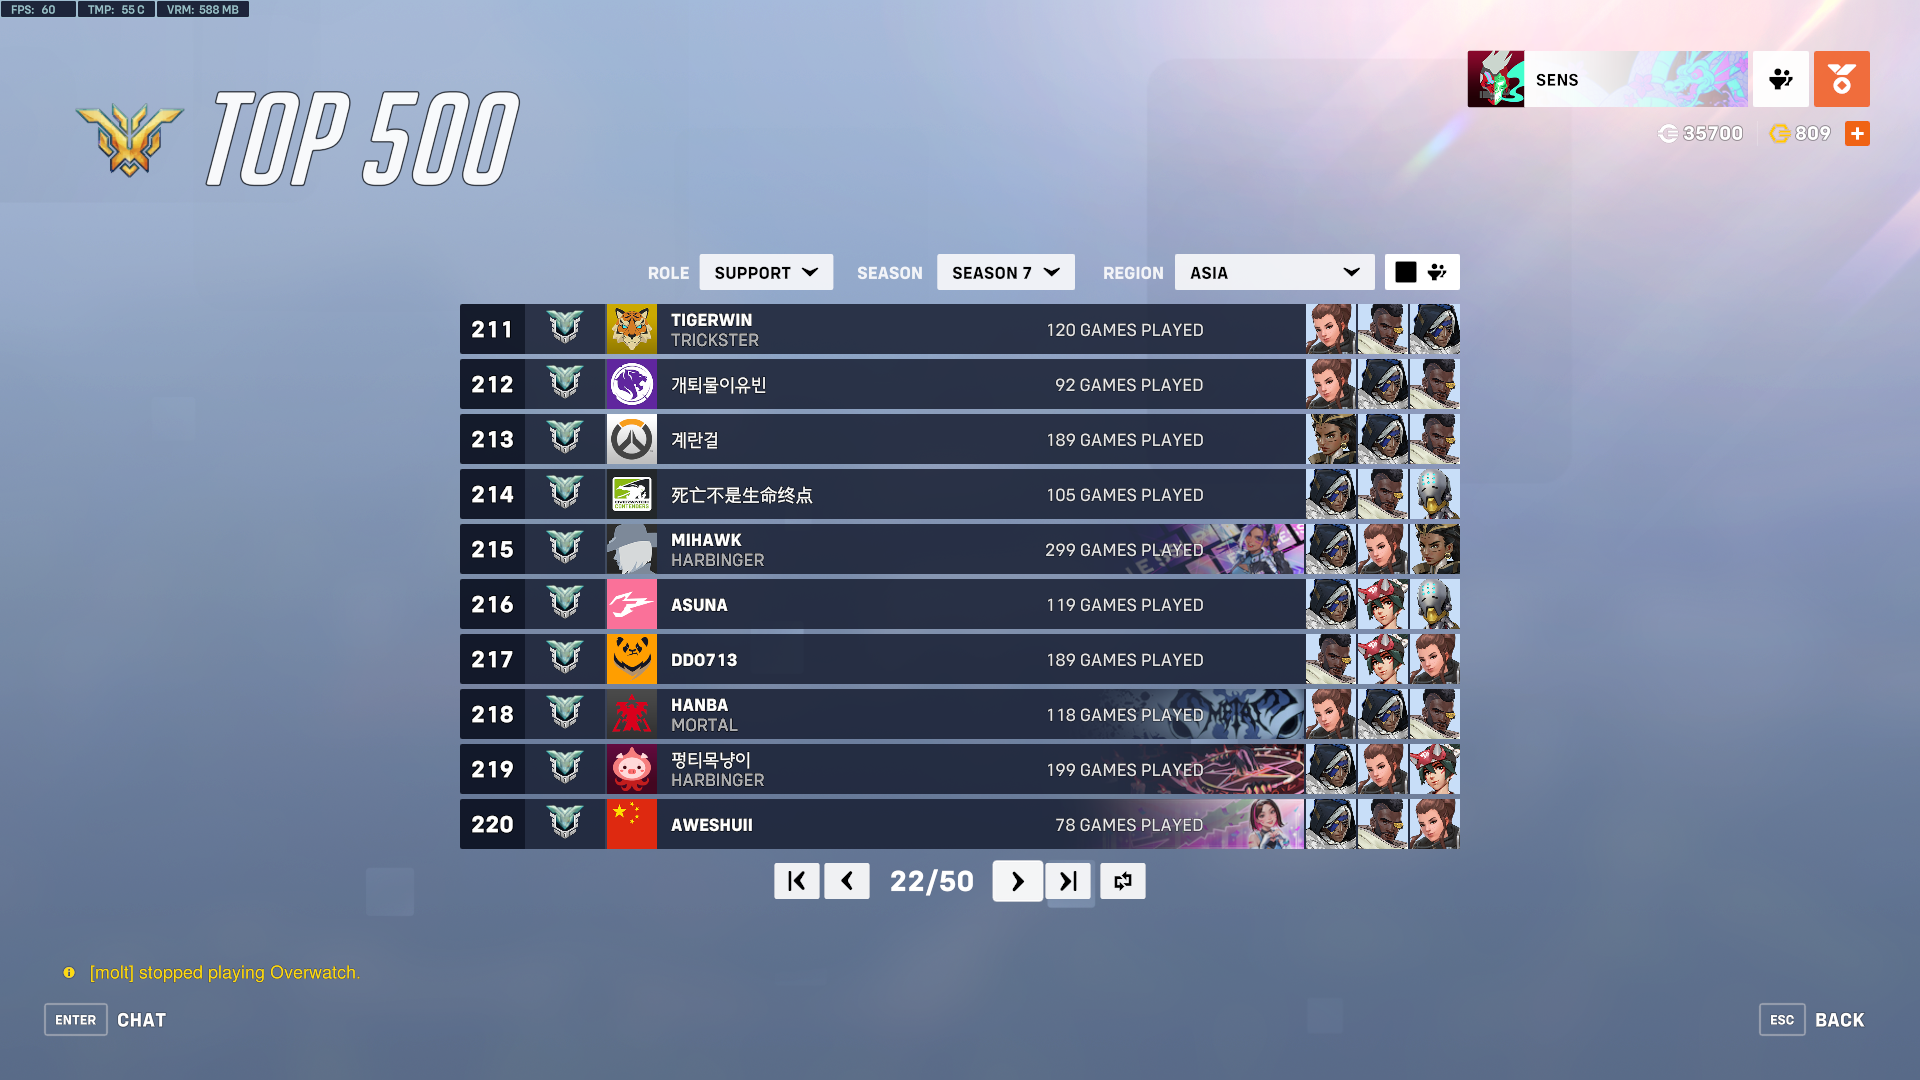 FPS: 60 TMP: 55 C VRM: 588 MB
TOP 500
SENS
35700 809
ROLE SUPPORT SEASON SEASON 7 REGION ASIA
211 TIGERWIN 120 GAMES PLAYED
TRICKSTER
212 개퇴물이유빈 92 GAMES PLAYED
213 계란걸 189 GAMES PLAYED
214 死亡不是生命终点 105 GAMES PLAYED
215 MIHAWK 299 GAMES PLAYED
HARBINGER
216 ASUNA 119 GAMES PLAYED
217 DDO713 189 GAMES PLAYED
218 HANBA 118 GAMES PLAYED
MORTAL
219 펑티목냥이 199 GAMES PLAYED
HARBINGER
220 AWESHUII 78 GAMES PLAYED
22/50
[molt] stopped playing Overwatch.
ENTER CHAT
ESC BACK